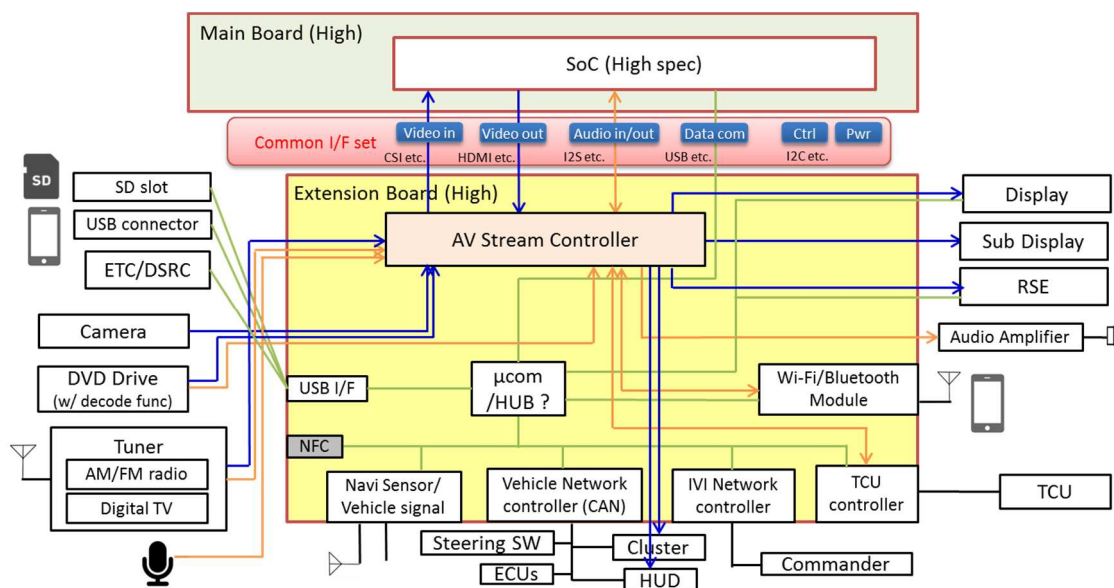 Main Board (High)
SoC (High spec)
Common I/F set
Video in
Video out
Audio in/out
Data com
Ctrl
Pwr
CSI etc.
HDMI etc.
I2S etc.
USB etc.
I2C etc.
SD
SD slot
USB connector
ETC/DSRC
Camera
DVD Drive
(w/ decode func)
Tuner
AM/FM radio
Digital TV
Extension Board (High)
AV Stream Controller
USB I/F
μcom
/HUB ?
NFC
Wi-Fi/Bluetooth
Module
Navi Sensor/
Vehicle signal
Vehicle Network
controller (CAN)
IVI Network
controller
TCU
controller
Display
Sub Display
RSE
Audio Amplifier
TCU
Steering SW
ECUs
Cluster
HUD
Commander